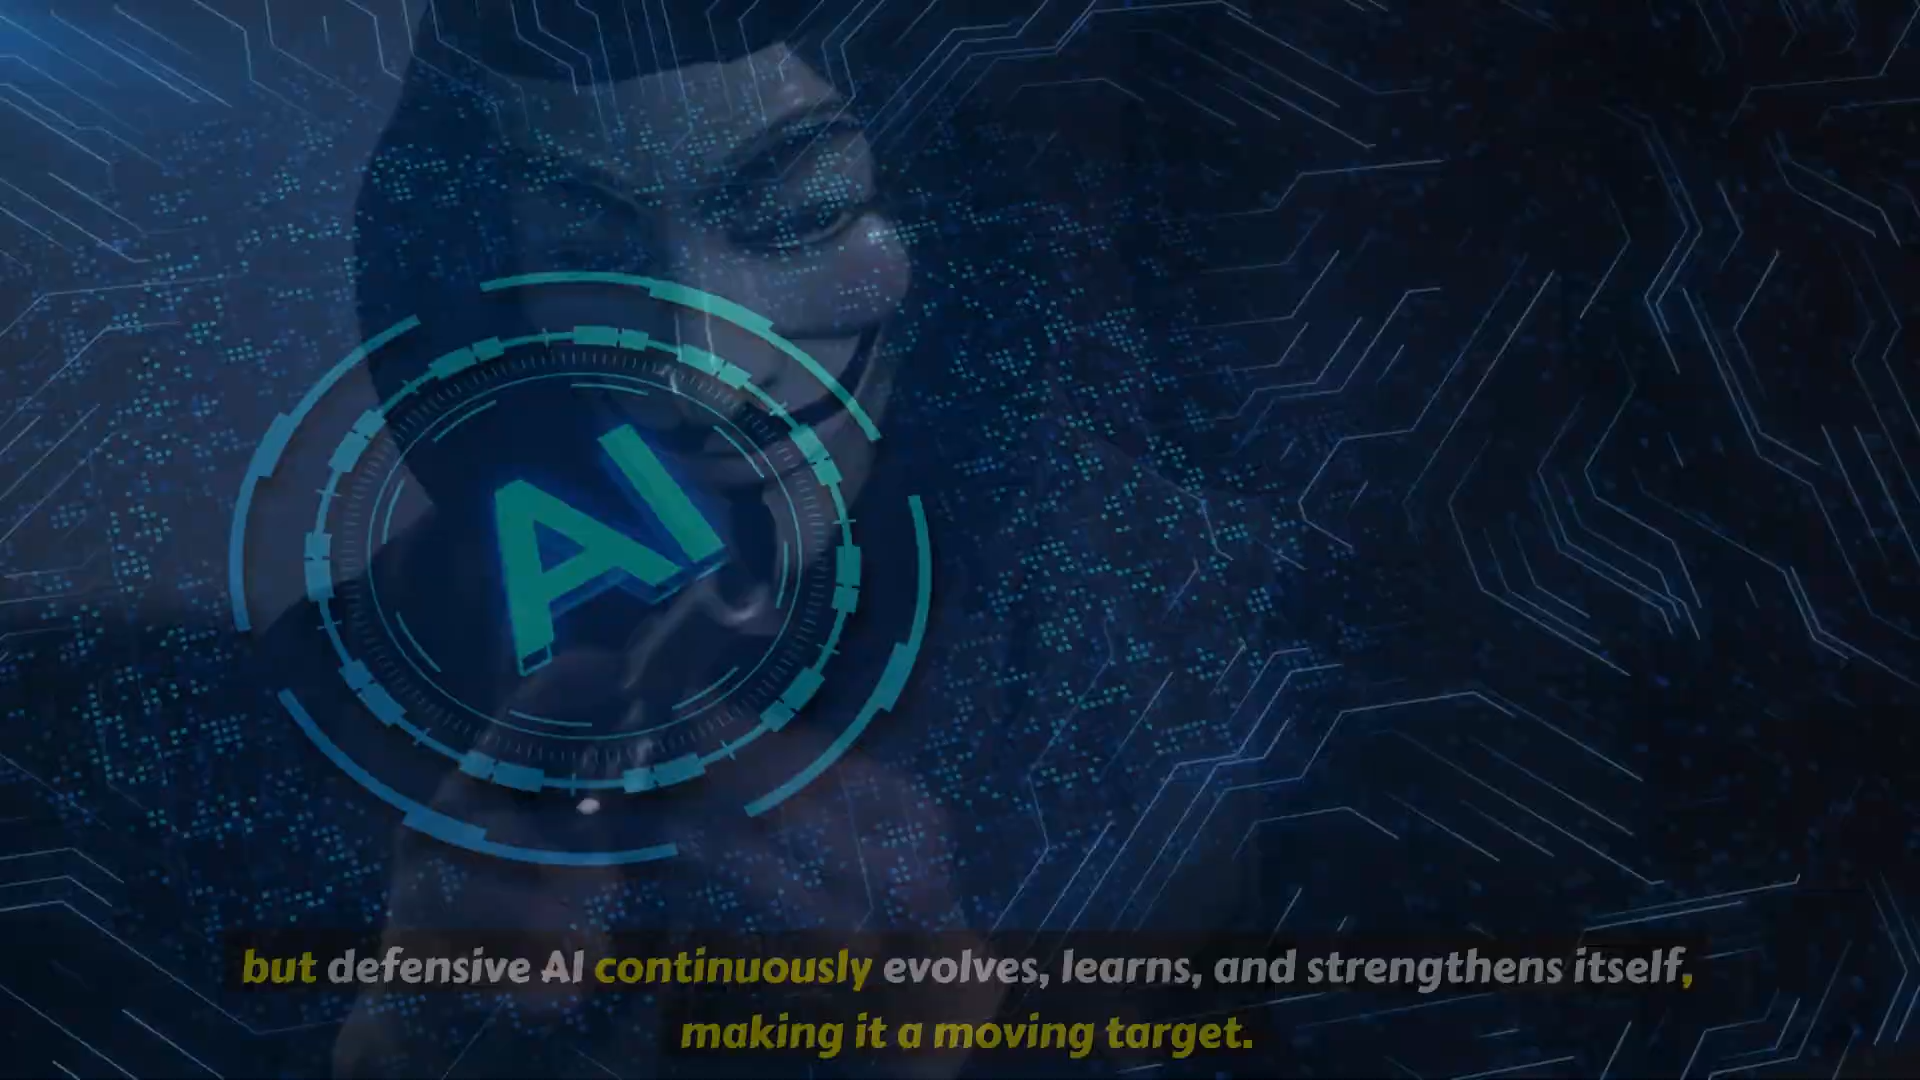 AI
but defensive AI continuously evolves, learns, and strengthens itself,
making it a moving target.